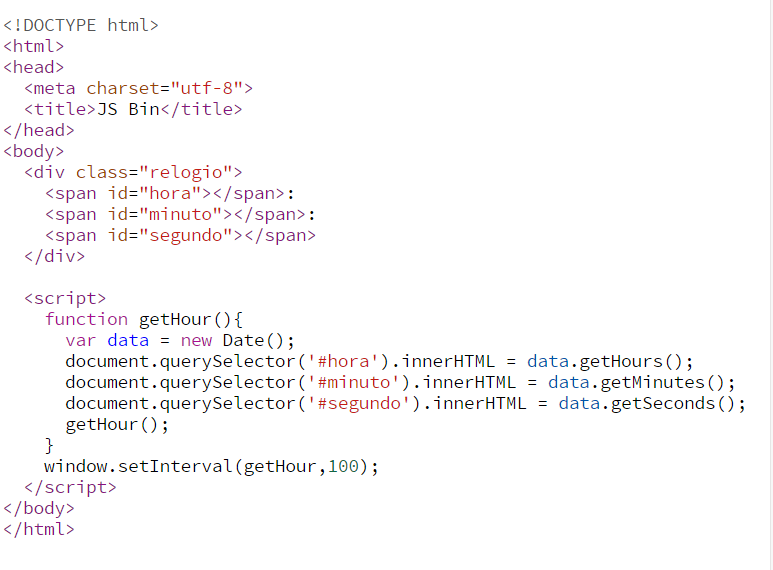 <!DOCTYPE html>
<html>
<head>
  <meta charset="utf-8">
  <title>JS Bin</title>
</head>
<body>
  <div class="relogio">
    <span id="hora"></span>:
    <span id="minuto"></span>:
    <span id="segundo"></span>
  </div>

  <script>
    function getHour(){
      var data = new Date();
      document.querySelector('#hora').innerHTML = data.getHours();
      document.querySelector('#minuto').innerHTML = data.getMinutes();
      document.querySelector('#segundo').innerHTML = data.getSeconds();
      getHour();
    }
    window.setInterval(getHour,100);
  </script>
</body>
</html>